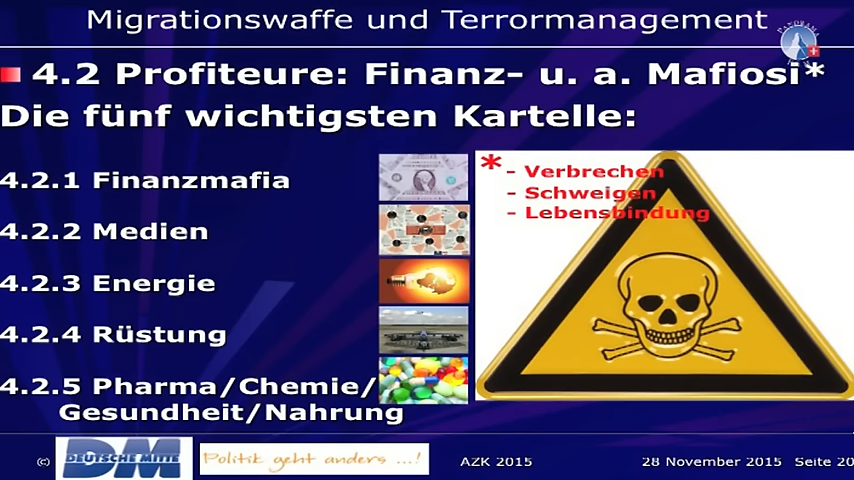 Migrationswaffe und Terrormanagement
4.2 Profiteure: Finanz- u. a. Mafiosi*
Die fünf wichtigsten Kartelle:
4.2.1 Finanzmafia
4.2.2 Medien
4.2.3 Energie
4.2.4 Rüstung
4.2.5 Pharma/Chemie/
Gesundheit/Nahrung
* - Verbrechen
- Schweigen
- Lebensbindung
© DM
DEUTSCHE MITTE
Politik geht anders ...!
AZK 2015
28 November 2015 Seite 20